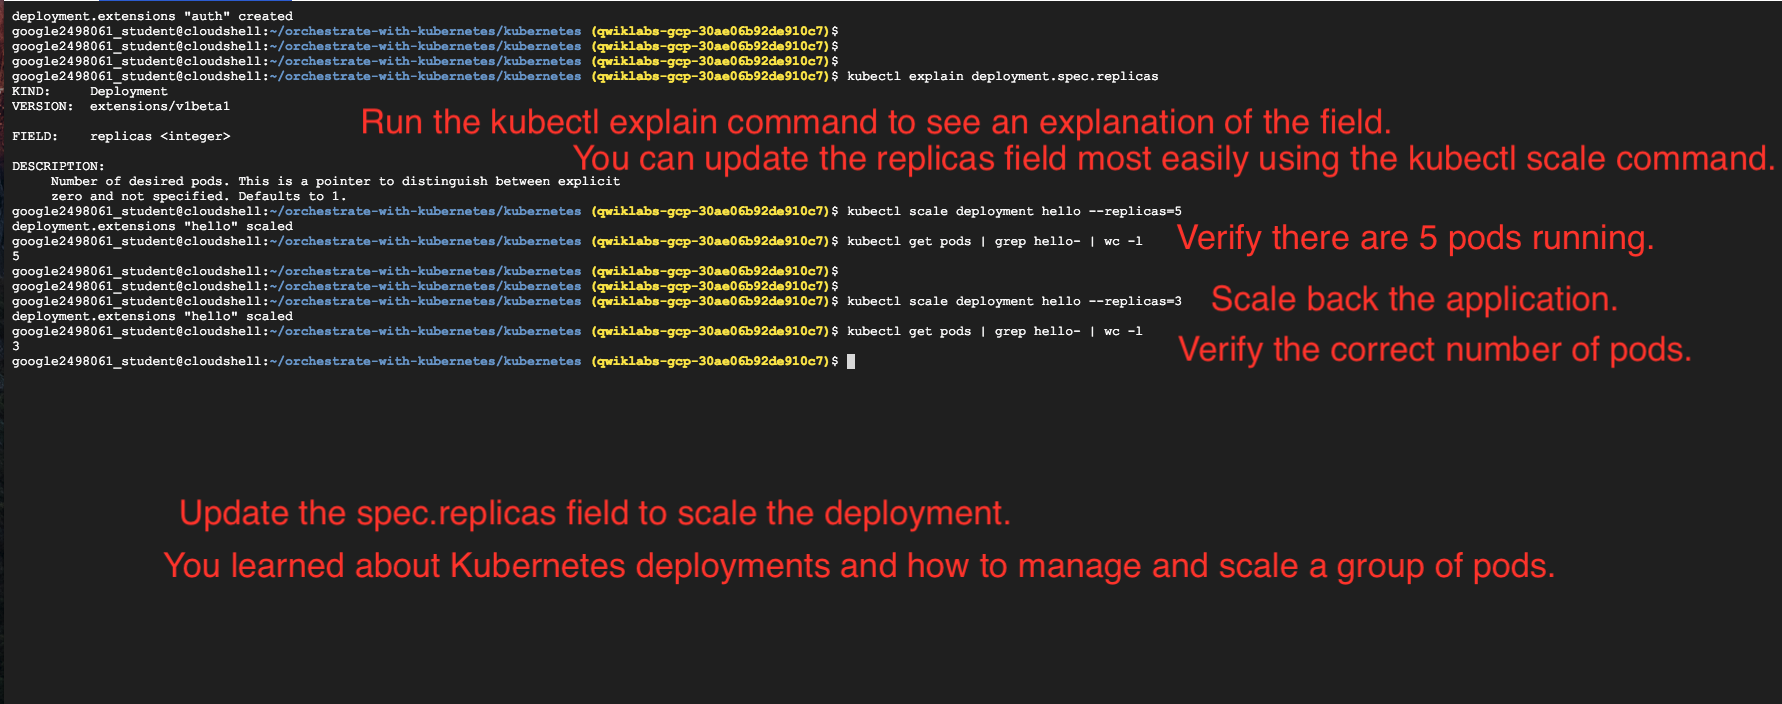 deployment.extensions "auth" created
google2498061_student@cloudshell:~/orchestrate-with-kubernetes/kubernetes (qwiklabs-gcp-30ae06b92de910c7)$
google2498061_student@cloudshell:~/orchestrate-with-kubernetes/kubernetes (qwiklabs-gcp-30ae06b92de910c7)$
google2498061_student@cloudshell:~/orchestrate-with-kubernetes/kubernetes (qwiklabs-gcp-30ae06b92de910c7)$
google2498061_student@cloudshell:~/orchestrate-with-kubernetes/kubernetes (qwiklabs-gcp-30ae06b92de910c7)$ kubectl explain deployment.spec.replicas
KIND:     Deployment
VERSION:  extensions/v1beta1
Run the kubectl explain command to see an explanation of the field.
FIELD:    replicas <integer>
You can update the replicas field most easily using the kubectl scale command.
DESCRIPTION:
     Number of desired pods. This is a pointer to distinguish between explicit
     zero and not specified. Defaults to 1.
google2498061_student@cloudshell:~/orchestrate-with-kubernetes/kubernetes (qwiklabs-gcp-30ae06b92de910c7)$ kubectl scale deployment hello --replicas=5
deployment.extensions "hello" scaled
google2498061_student@cloudshell:~/orchestrate-with-kubernetes/kubernetes (qwiklabs-gcp-30ae06b92de910c7)$ kubectl get pods | grep hello- | wc -l
Verify there are 5 pods running.
5
google2498061_student@cloudshell:~/orchestrate-with-kubernetes/kubernetes (qwiklabs-gcp-30ae06b92de910c7)$
google2498061_student@cloudshell:~/orchestrate-with-kubernetes/kubernetes (qwiklabs-gcp-30ae06b92de910c7)$
google2498061_student@cloudshell:~/orchestrate-with-kubernetes/kubernetes (qwiklabs-gcp-30ae06b92de910c7)$ kubectl scale deployment hello --replicas=3
Scale back the application.
deployment.extensions "hello" scaled
google2498061_student@cloudshell:~/orchestrate-with-kubernetes/kubernetes (qwiklabs-gcp-30ae06b92de910c7)$ kubectl get pods | grep hello- | wc -l
3
Verify the correct number of pods.
google2498061_student@cloudshell:~/orchestrate-with-kubernetes/kubernetes (qwiklabs-gcp-30ae06b92de910c7)$
Update the spec.replicas field to scale the deployment.
You learned about Kubernetes deployments and how to manage and scale a group of pods.